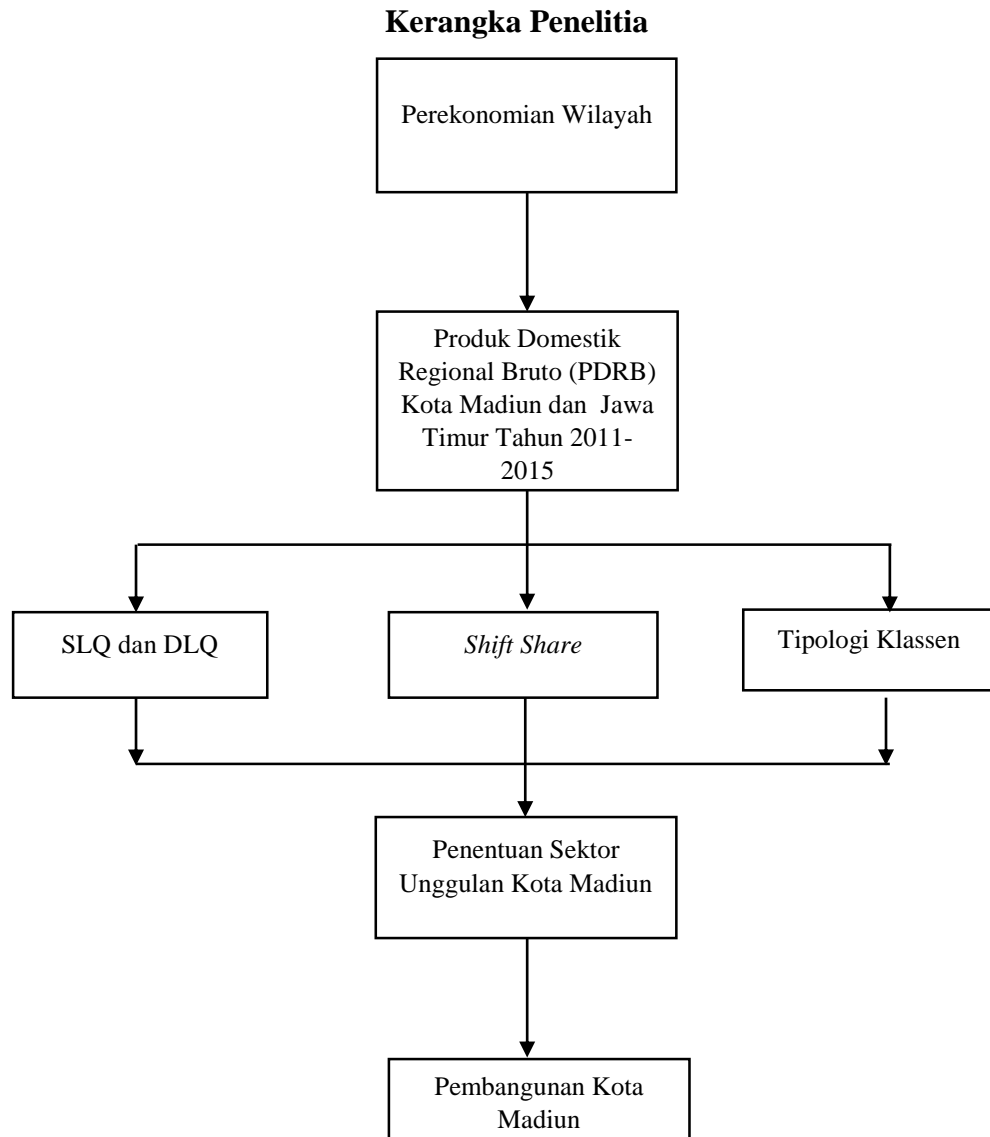 Kerangka Penelitia
Perekonomian Wilayah
Produk Domestik
Regional Bruto (PDRB)
Kota Madiun dan Jawa
Timur Tahun 2011-
2015
SLQ dan DLQ
Shift Share
Tipologi Klassen
Penentuan Sektor
Unggulan Kota Madiun
Pembangunan Kota
Madiun